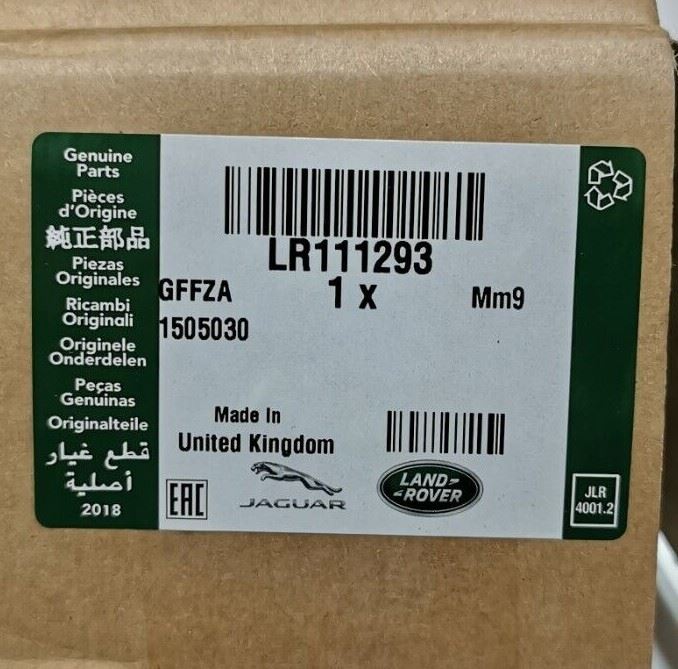 Genuine
Parts
Pièces
d'Origine
純正部品
Piezas
Originales
Ricambi
Originali
Originele
Onderdelen
Peças
Genuinas
Originalteile
قطع غيار
أصلية
2018
LR111293
GFFZA
1 x
Mm9
1505030
Made In
United Kingdom
EAC
JAGUAR
LAND-
-ROVER
JLR
4001.2